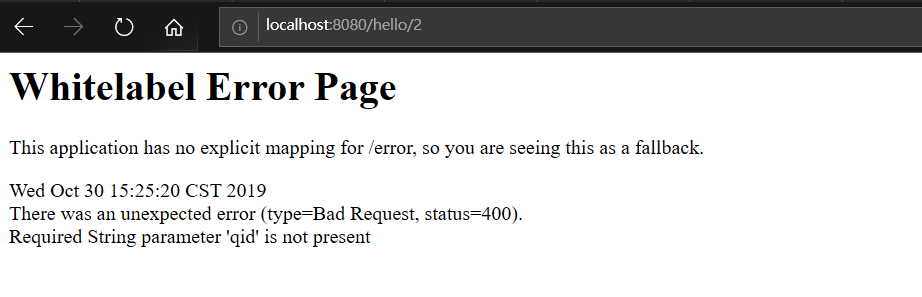 localhost:8080/hello/2
Whitelabel Error Page
This application has no explicit mapping for /error, so you are seeing this as a fallback.
Wed Oct 30 15:25:20 CST 2019
There was an unexpected error (type=Bad Request, status=400).
Required String parameter 'qid' is not present